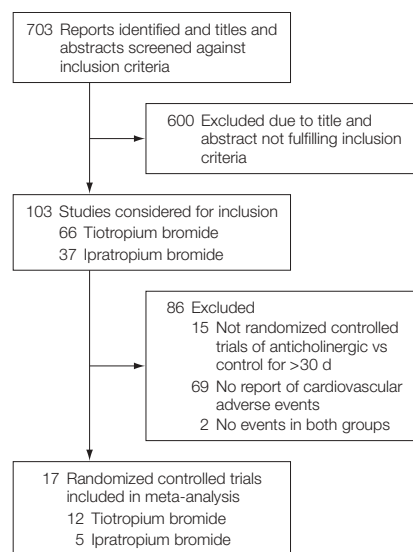 703 Reports identified and titles and
abstracts screened against
inclusion criteria
600 Excluded due to title and
abstract not fulfilling inclusion
criteria
103 Studies considered for inclusion
66 Tiotropium bromide
37 Ipratropium bromide
86 Excluded
15 Not randomized controlled
trials of anticholinergic vs
control for >30 d
69 No report of cardiovascular
adverse events
2 No events in both groups
17 Randomized controlled trials
included in meta-analysis
12 Tiotropium bromide
5 Ipratropium bromide